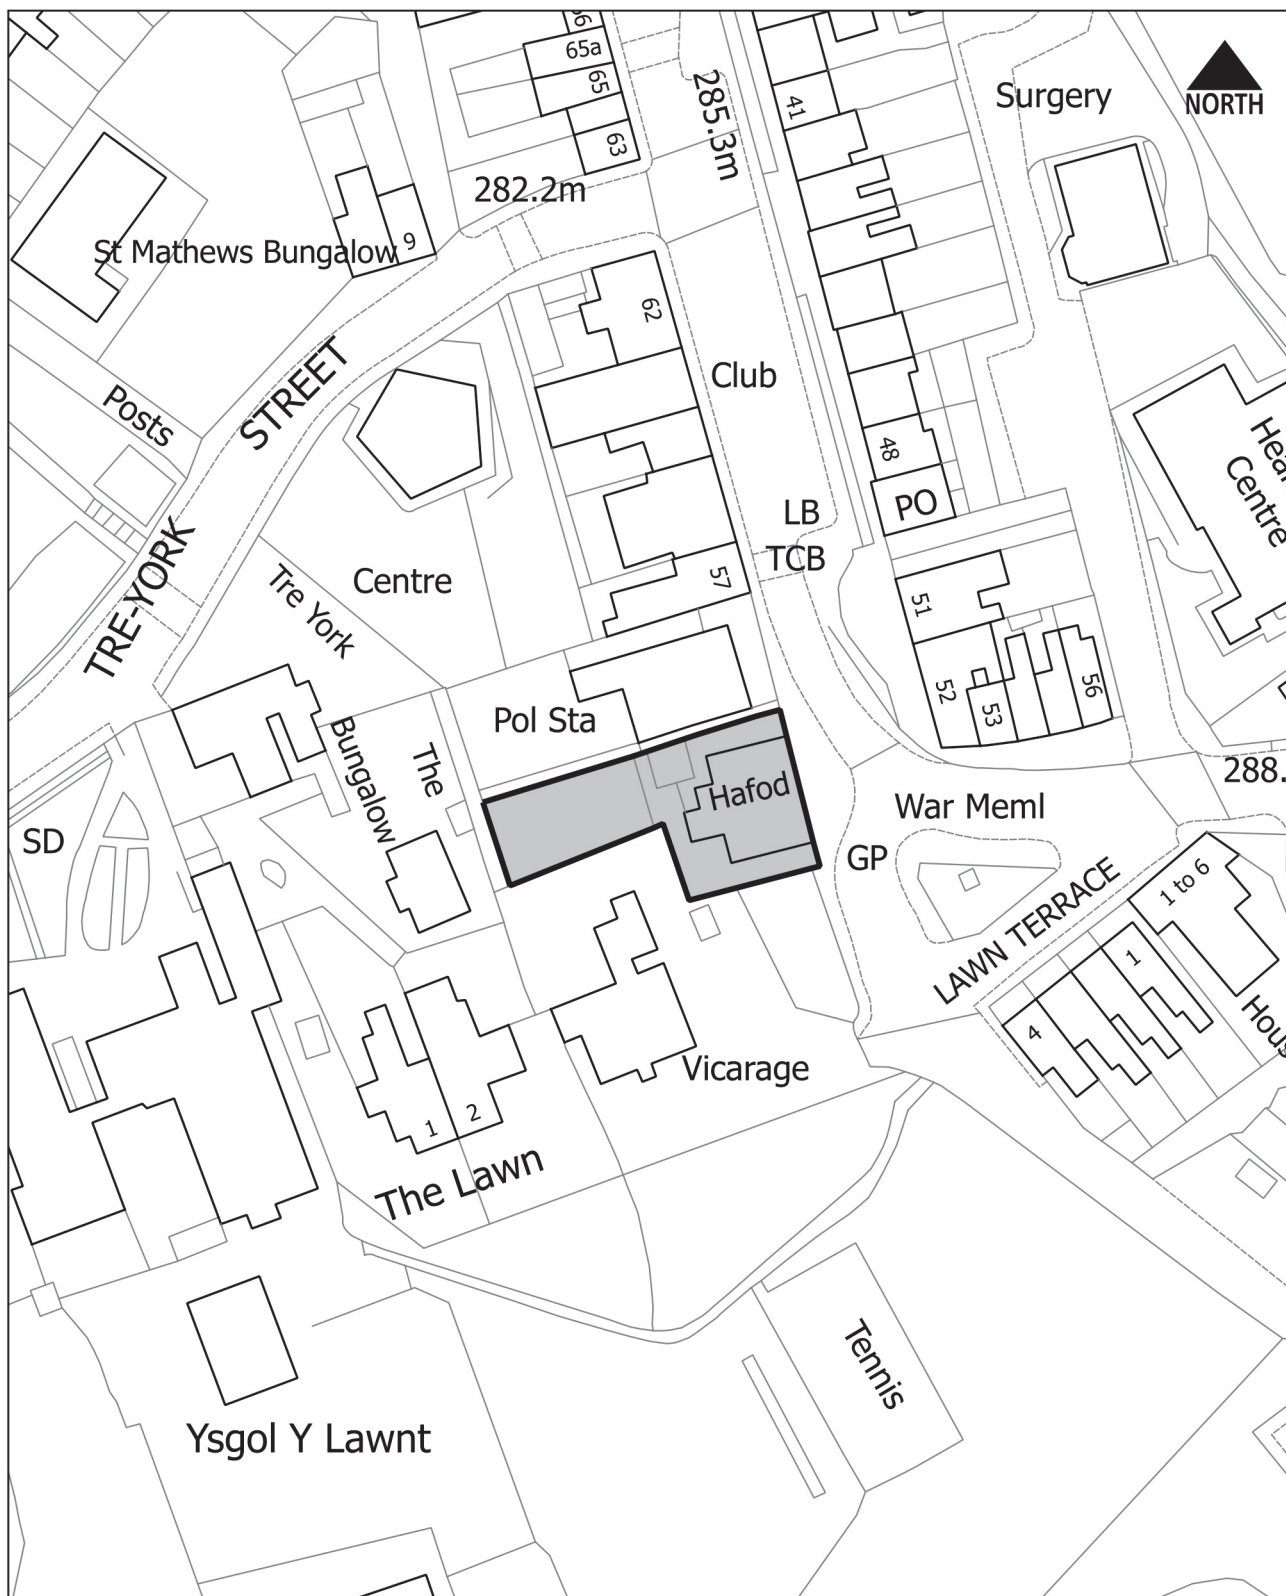 65a
65
63
285.3m
41
Surgery
NORTH
282.2m
St Mathews Bungalow
9
62
STREET
Club
Posts
48
PO
LB
TCB
TRE-YORK
Centre
Tre York
57
51
52
53
56
Pol Sta
The
Bungalow
Hafod
288.
SD
War Meml
GP
LAWN TERRACE
1 to 6
1
4
Vicarage
1
2
The Lawn
Tennis
Ysgol Y Lawnt
Centre